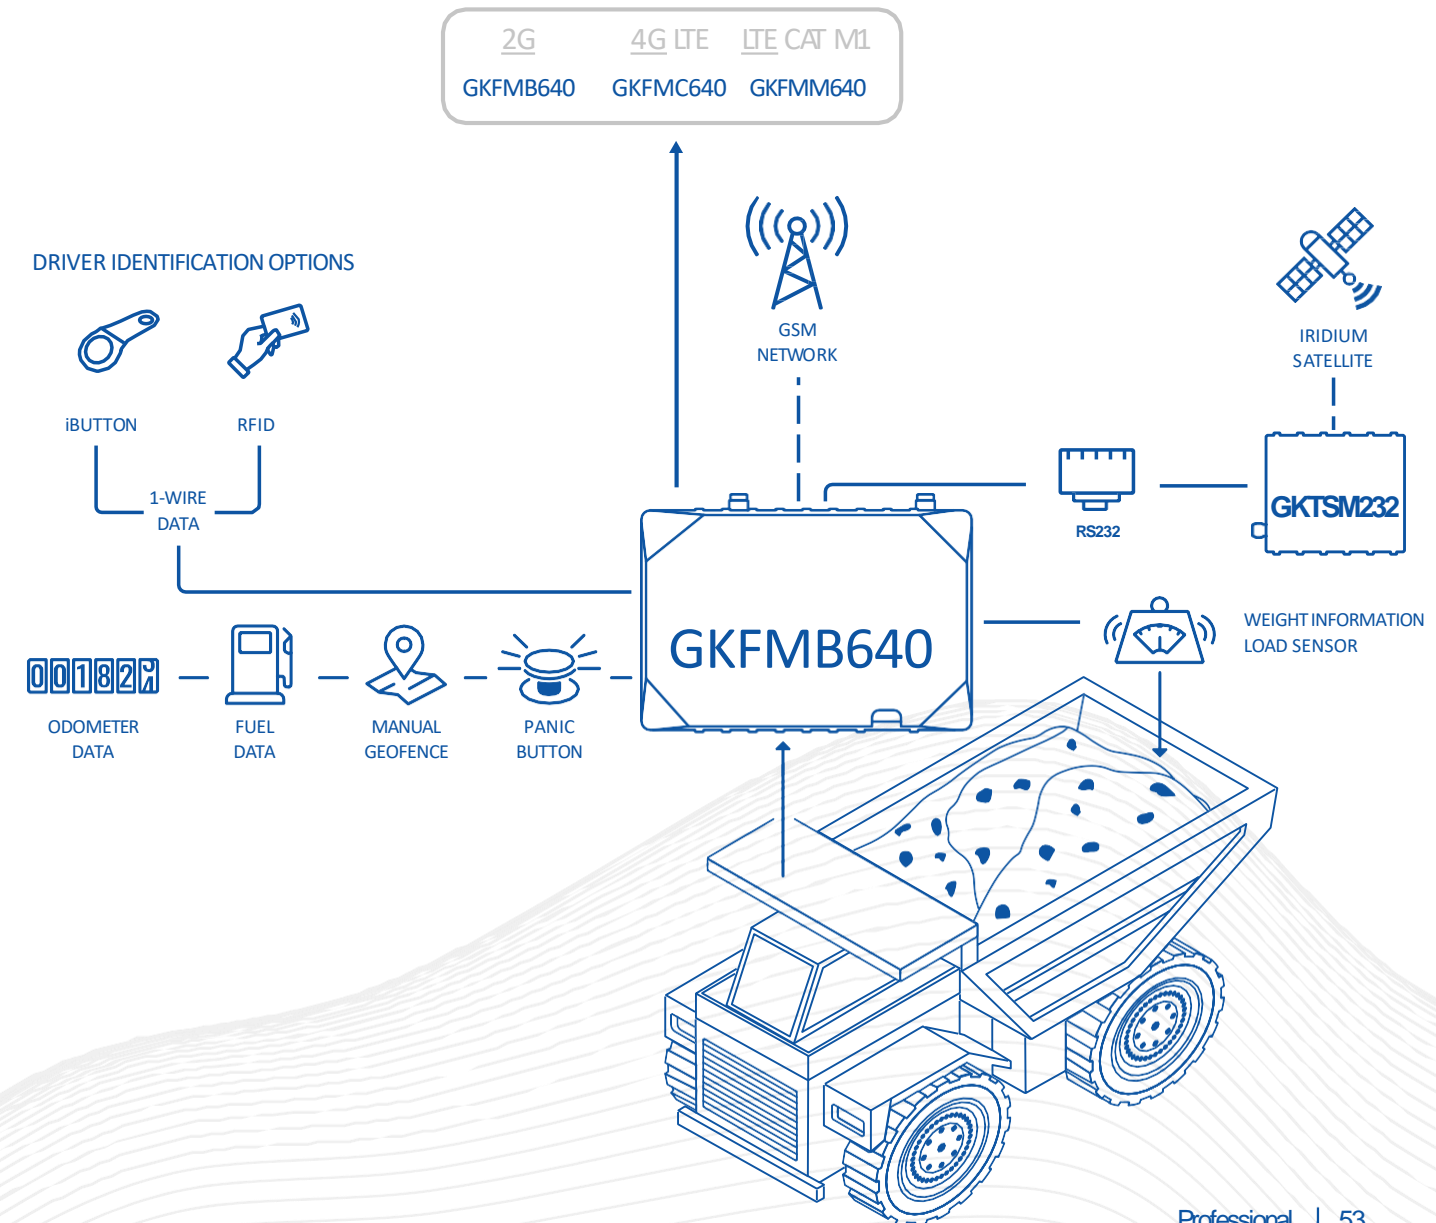 2G 4G LTE LTE CAT M1
GKFMB640 GKFMC640 GKFMM640
DRIVER IDENTIFICATION OPTIONS
iBUTTON
RFID
1-WIRE
DATA
GSM
NETWORK
IRIDIUM
SATELLITE
RS232
GKTSM232
GKFMB640
WEIGHT INFORMATION
LOAD SENSOR
00182
ODOMETER
DATA
FUEL
DATA
MANUAL
GEOFENCE
PANIC
BUTTON
Professional | 53